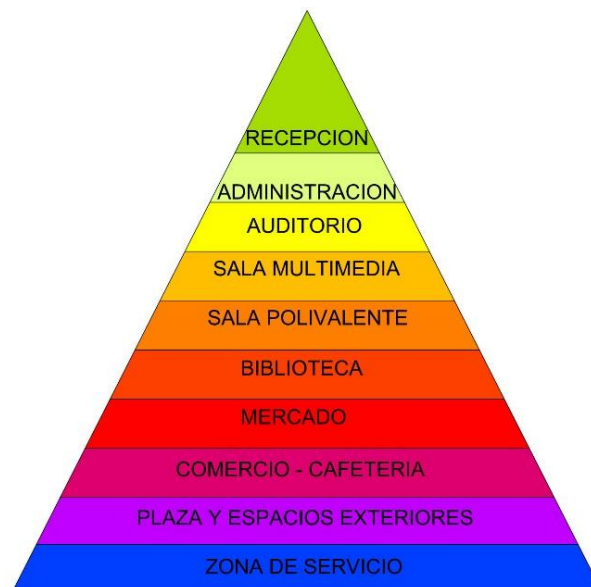 RECEPCION
ADMINISTRACION
AUDITORIO
SALA MULTIMEDIA
SALA POLIVALENTE
BIBLIOTECA
MERCADO
COMERCIO - CAFETERIA
PLAZA Y ESPACIOS EXTERIORES
ZONA DE SERVICIO